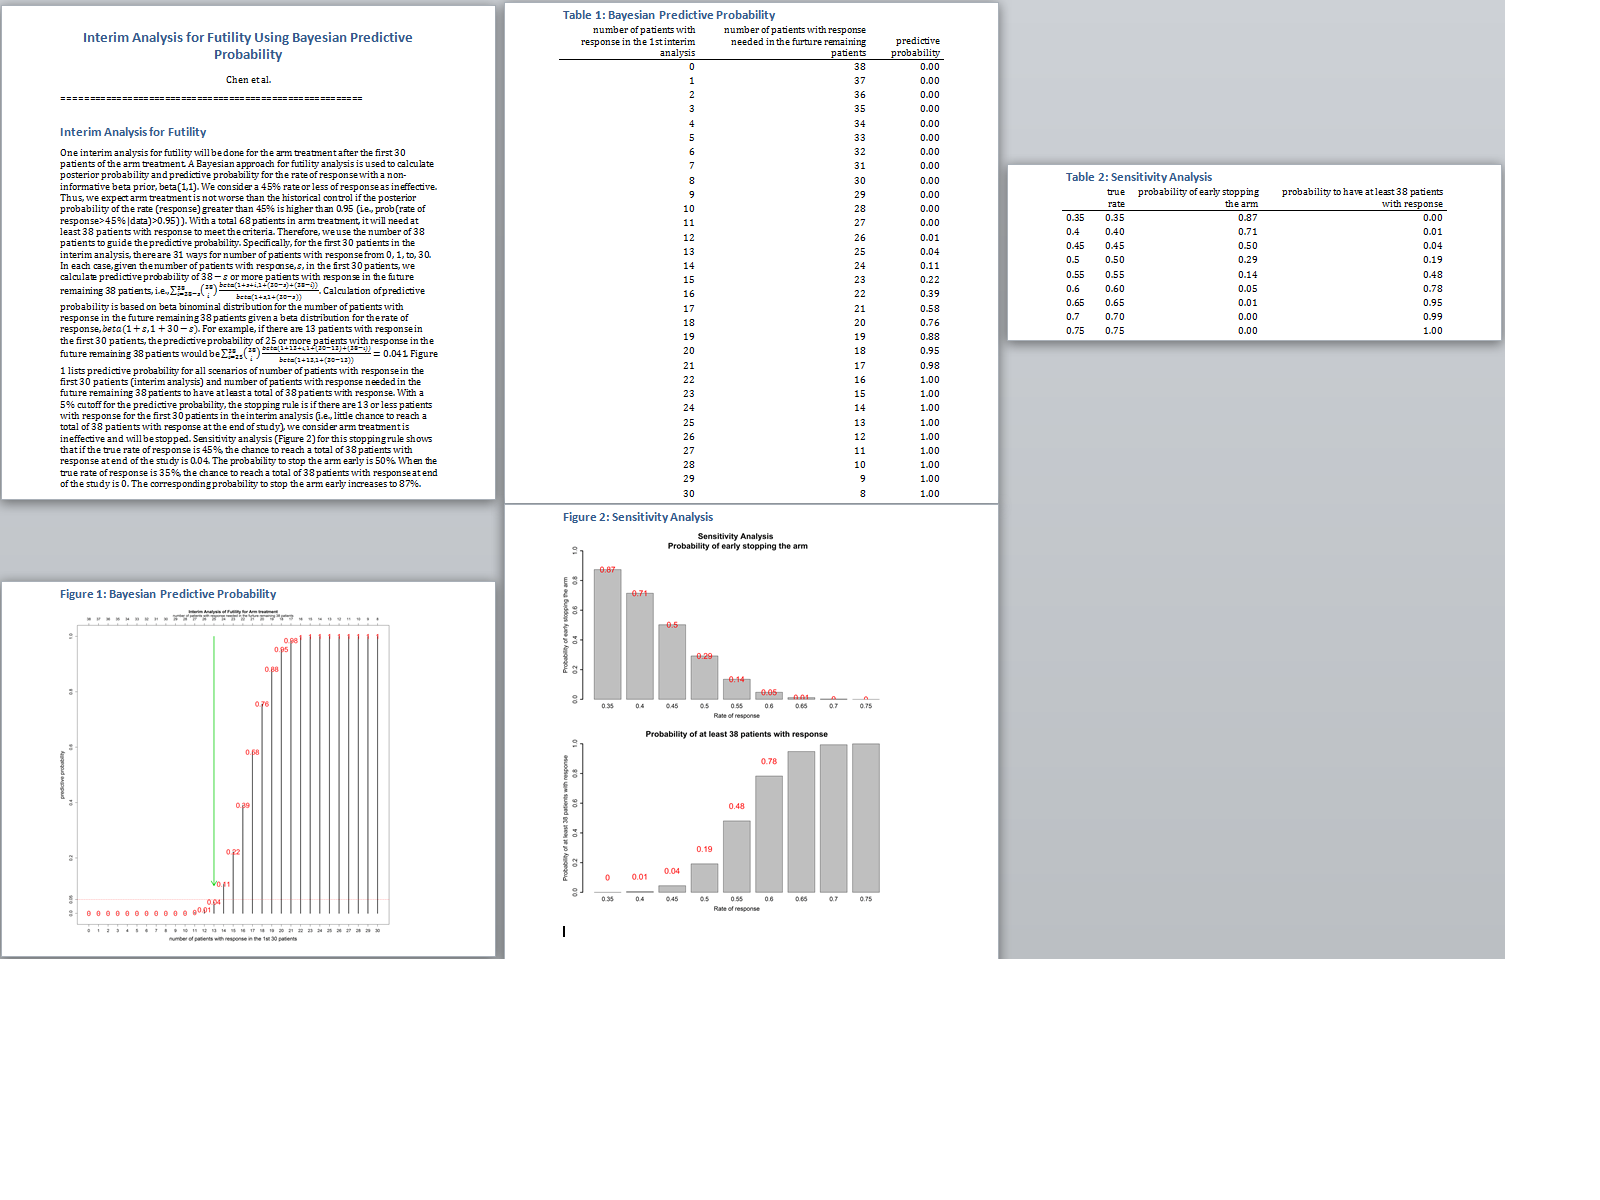 Interim Analysis for Futility Using Bayesian Predictive
Probability
Chen et al.
=========================================================
Interim Analysis for Futility
One interim analysis for futility will be done for the arm treatment after the first 30
patients of the arm treatment. A Bayesian approach for futility analysis is used to calculate
posterior probability and predictive probability for the rate of response with a non-
informative beta prior, beta(1,1). We consider a 45% rate or less of response as ineffective.
Thus, we expect arm treatment is not worse than the historical control if the posterior
probability of the rate (response) greater than 45% is higher than 0.95 (i.e., prob(rate of
response>45% |data)>0.95)). With a total 68 patients in arm treatment, it will need at
least 38 patients with response to meet the criteria. Therefore, we use the number of 38
patients to guide the predictive probability. Specifically, for the first 30 patients in the
interim analysis, there are 31 ways for number of patients with response from 0, 1, to, 30.
In each case, given the number of patients with response, s, in the first 30 patients, we
calculate predictive probability of 38 − s or more patients with response in the future
remaining 38 patients, i.e., ∑_{i=38−s}^{38} (38 i) beta(1+s+i,1+(30−s)+(38−i)) / beta(1+s,1+(30−s)). Calculation of predictive
probability is based on beta binominal distribution for the number of patients with
response in the future remaining 38 patients given a beta distribution for the rate of
response, beta(1 + s, 1 + 30 − s). For example, if there are 13 patients with response in
the first 30 patients, the predictive probability of 25 or more patients with response in the
future remaining 38 patients would be ∑_{i=25}^{38} (38 i) beta(1+13+i,1+(30−13)+(38−i)) / beta(1+13,1+(30−13)) = 0.041. Figure
1 lists predictive probability for all scenarios of number of patients with response in the
first 30 patients (interim analysis) and number of patients with response needed in the
future remaining 38 patients to have at least a total of 38 patients with response. With a
5% cutoff for the predictive probability, the stopping rule is if there are 13 or less patients
with response for the first 30 patients in the interim analysis (i.e., little chance to reach a
total of 38 patients with response at the end of study), we consider arm treatment is
ineffective and will be stopped. Sensitivity analysis (Figure 2) for this stopping rule shows
that if the true rate of response is 45%, the chance to reach a total of 38 patients with
response at end of the study is 0.04. The probability to stop the arm early is 50%. When the
true rate of response is 35%, the chance to reach a total of 38 patients with response at end
of the study is 0. The corresponding probability to stop the arm early increases to 87%.
Figure 1: Bayesian Predictive Probability
Interim Analysis of Futility for Arm treatment
number of patients with response needed in the furture remaining 38 patients
38 37 36 35 34 33 32 31 30 29 28 27 26 25 24 23 22 21 20 19 18 17 16 15 14 13 12 11 10 9 8
predictive probability
1.0
0.8
0.6
0.4
0.2
0.05
0.0
0 0 0 0 0 0 0 0 0 0 0 0 0.01 0.04 0.11 0.22 0.39 0.58 0.76 0.88 0.95 0.98 1 1 1 1 1 1 1 1 1
0 1 2 3 4 5 6 7 8 9 10 11 12 13 14 15 16 17 18 19 20 21 22 23 24 25 26 27 28 29 30
number of patients with response in the 1st 30 patients
Table 1: Bayesian Predictive Probability
number of patients with number of patients with response
response in the 1st interim needed in the furture remaining predictive
analysis patients probability
0 38 0.00
1 37 0.00
2 36 0.00
3 35 0.00
4 34 0.00
5 33 0.00
6 32 0.00
7 31 0.00
8 30 0.00
9 29 0.00
10 28 0.00
11 27 0.00
12 26 0.01
13 25 0.04
14 24 0.11
15 23 0.22
16 22 0.39
17 21 0.58
18 20 0.76
19 19 0.88
20 18 0.95
21 17 0.98
22 16 1.00
23 15 1.00
24 14 1.00
25 13 1.00
26 12 1.00
27 11 1.00
28 10 1.00
29 9 1.00
30 8 1.00
Figure 2: Sensitivity Analysis
Sensitivity Analysis
Probability of early stopping the arm
Probability of early stopping the arm
1.0
0.8
0.6
0.4
0.2
0.0
0.87 0.71 0.5 0.29 0.14 0.05 0.01 0 0
0.35 0.4 0.45 0.5 0.55 0.6 0.65 0.7 0.75
Rate of response
Probability of at least 38 patients with response
Probability of at least 38 patients with response
1.0
0.8
0.6
0.4
0.2
0.0
0 0.01 0.04 0.19 0.48 0.78
0.35 0.4 0.45 0.5 0.55 0.6 0.65 0.7 0.75
Rate of response
Table 2: Sensitivity Analysis
true probability of early stopping probability to have at least 38 patients
rate the arm with response
0.35 0.35 0.87 0.00
0.4 0.40 0.71 0.01
0.45 0.45 0.50 0.04
0.5 0.50 0.29 0.19
0.55 0.55 0.14 0.48
0.6 0.60 0.05 0.78
0.65 0.65 0.01 0.95
0.7 0.70 0.00 0.99
0.75 0.75 0.00 1.00